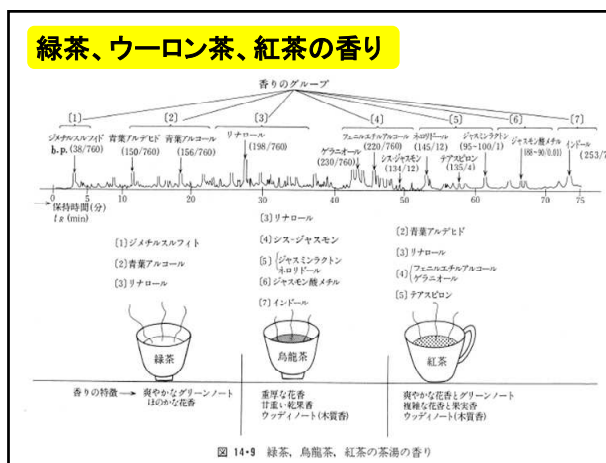 緑茶、ウーロン茶、紅茶の香り
香りのグループ
〔1〕 〔2〕 〔3〕 〔4〕 〔5〕 〔6〕 〔7〕
ジメチルスルフィド
b.p. (38/760)
青葉アルデヒド
(150/760)
青葉アルコール
(156/760)
リナロール
(198/760)
ゲラニオール
(230/760)
フェニルエチルアルコール
(220/760)
シス-ジャスモン
(134/12)
ネロリドール
(145/12)
テアスピロン
(135/4)
ジャスミンラクトン
(95~100/1)
ジャスモン酸メチル
(88~90/0.01)
インドール
0 5 10 15 20 25 30 35 40 45 50 55 60 65 70 75
保持時間(分)
tR (min)
〔1〕ジメチルスルフィト
〔2〕青葉アルコール
〔3〕リナロール
緑茶
〔3〕リナロール
〔4〕シス-ジャスモン
〔5〕ジャスミンラクトン
ネロリドール
〔6〕ジャスモン酸メチル
〔7〕インドール
烏龍茶
〔2〕青葉アルデヒド
〔3〕リナロール
〔4〕フェニルエチルアルコール
ゲラニオール
〔5〕テアスピロン
紅茶
香りの特徴→ 爽やかなグリーンノート
ほのかな花香
重厚な花香
甘重い乾果香
ウッディノート(木質香)
爽やかな花香とグリーンノート
複雑な花香と果実香
ウッディノート(木質香)
図 14・9 緑茶, 烏龍茶, 紅茶の茶湯の香り